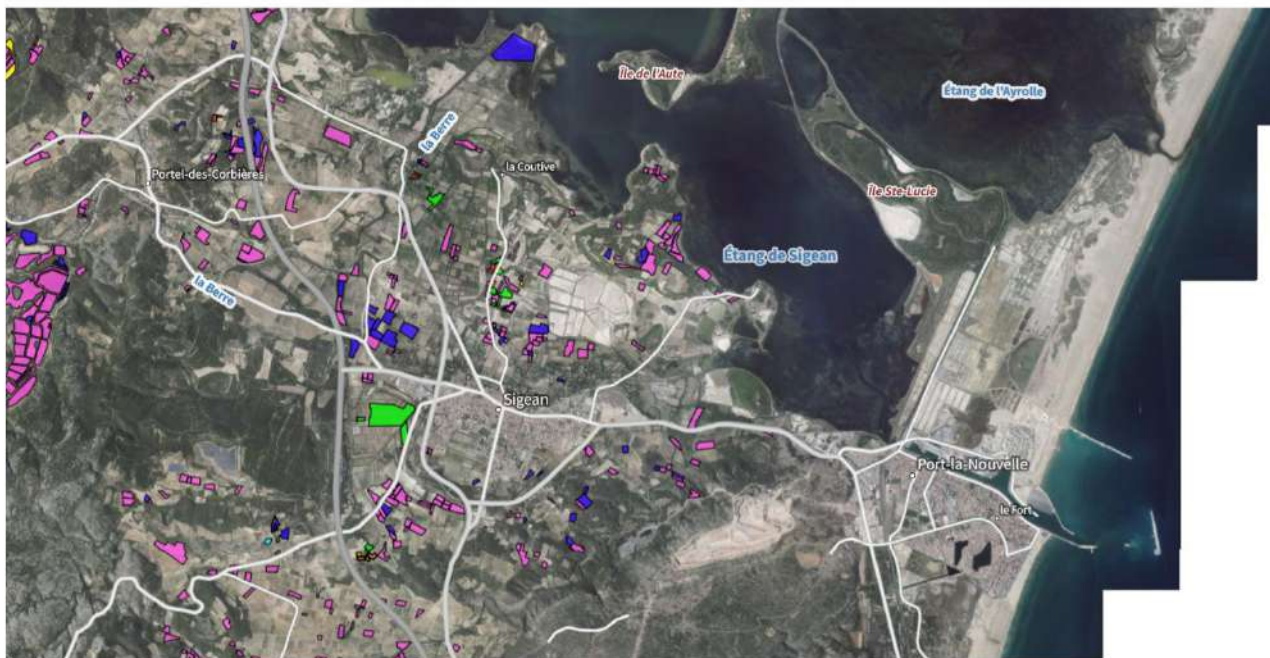 Île de l'Aute
Étang de l'Ayrolle
la Berre
la Coutive
Portel-des-Corbières
Île Ste-Lucie
Étang de Sigean
la Berre
Sigean
Port-la-Nouvelle
le Fort